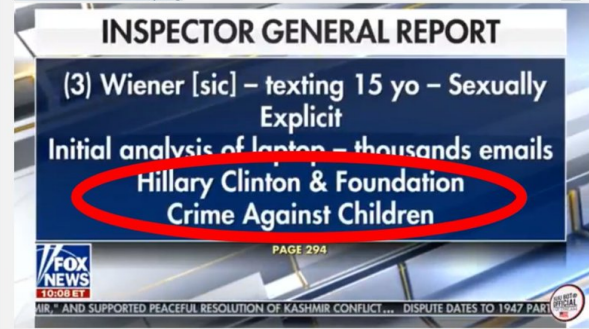 INSPECTOR GENERAL REPORT
(3) Wiener [sic] – texting 15 yo – Sexually
Explicit
Initial analysis of laptop – thousands emails
Hillary Clinton & Foundation
Crime Against Children
PAGE 294
FOX
NEWS
10:08 ET
MIR," AND SUPPORTED PEACEFUL RESOLUTION OF KASHMIR CONFLICT... DISPUTE DATES TO 1947 PART
OFFICIAL